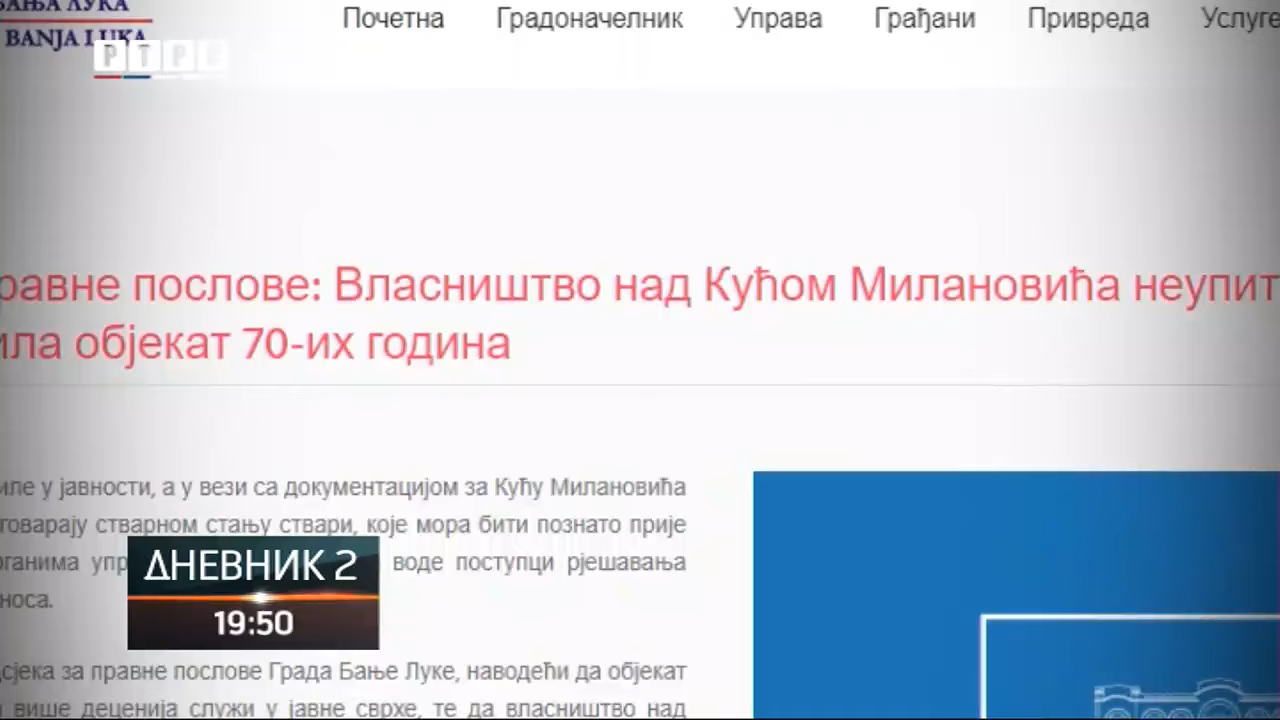 БАЊА ЛУКА
BANJA LUKA
РТРС
Почетна Градоначелник Управа Грађани Привреда Услуге
равне послове: Власништво над Кућом Милановића неупит
ила објекат 70-их година
иле у јавности, а у вези са документацијом за Кућу Милановића
говарају стварном стању ствари, које мора бити познато прије
рганима упр воде поступци рјешавања
носа.
ДНЕВНИК 2
19:50
дсјека за правне послове Града Бање Луке, наводећи да објекат
више деценија служи у јавне сврхе, те да власништво над